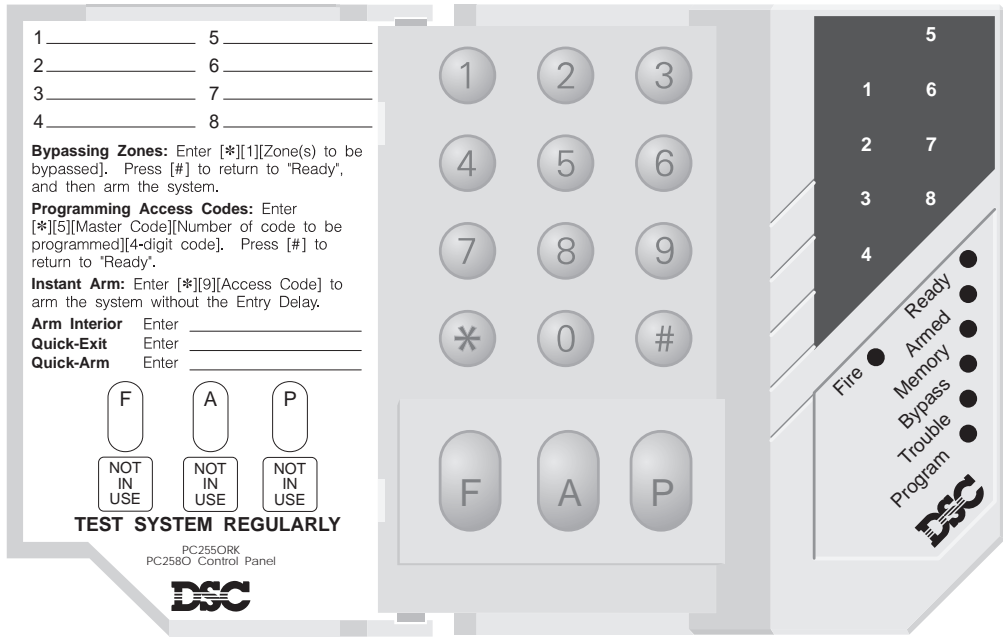 1 5
2 6
3 7
4 8
Bypassing Zones: Enter [✻][1][Zone(s) to be
bypassed]. Press [#] to return to "Ready",
and then arm the system.
Programming Access Codes: Enter
[✻][5][Master Code][Number of code to be
programmed][4-digit code]. Press [#] to
return to "Ready".
Instant Arm: Enter [✻][9][Access Code] to
arm the system without the Entry Delay.
Arm Interior Enter
Quick-Exit Enter
Quick-Arm Enter
F A P
NOT NOT NOT
IN IN IN
USE USE USE
TEST SYSTEM REGULARLY
PC2550RK
PC2580 Control Panel
DSC
1 2 3
4 5 6
7 8 9
✻ 0 #
F A P
5
1 6
2 7
3 8
4
Ready
Armed
Memory
Fire
Bypass
Trouble
Program
DSC